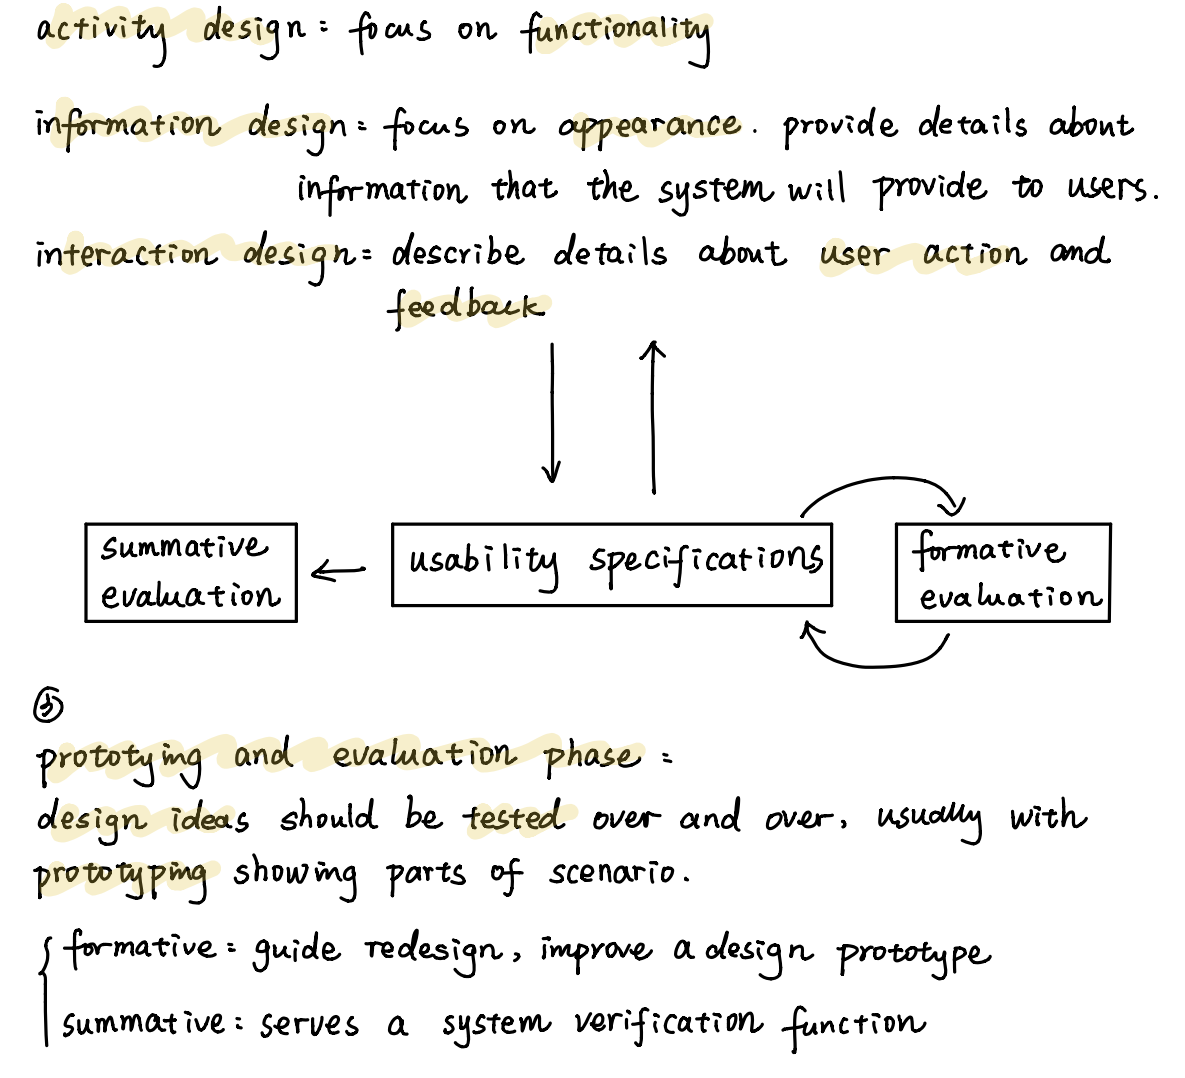 activity design: focus on functionality
information design: focus on appearance. provide details about
information that the system will provide to users.
interaction design: describe details about user action and
feedback
summative
evaluation
usability specifications
formative
evaluation
⑤
prototying and evaluation phase:
design ideas should be tested over and over, usually with
prototyping showing parts of scenario.
formative: guide redesign, improve a design prototype
summative: serves a system verification function